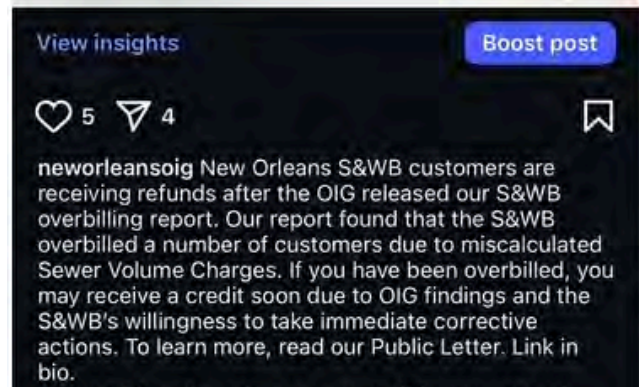 View insights
Boost post
5 4
neworleansoig New Orleans S&WB customers are
receiving refunds after the OIG released our S&WB
overbilling report. Our report found that the S&WB
overbilled a number of customers due to miscalculated
Sewer Volume Charges. If you have been overbilled, you
may receive a credit soon due to OIG findings and the
S&WB's willingness to take immediate corrective
actions. To learn more, read our Public Letter. Link in
bio.